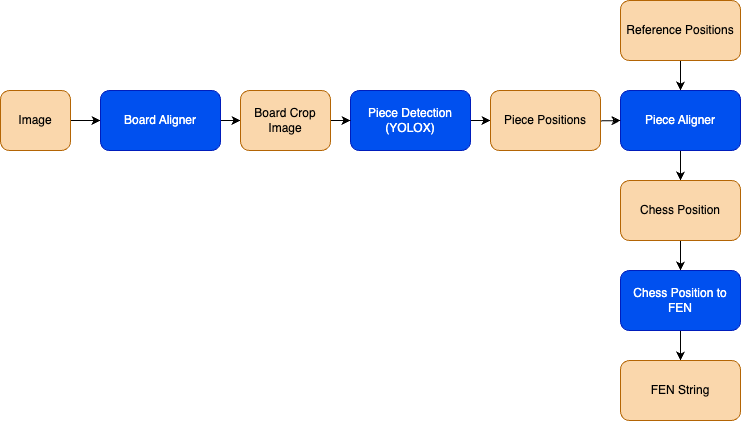 Reference Positions
Image
Board Aligner
Board Crop
Image
Piece Detection
(YOLOX)
Piece Positions
Piece Aligner
Chess Position
Chess Position to
FEN
FEN String